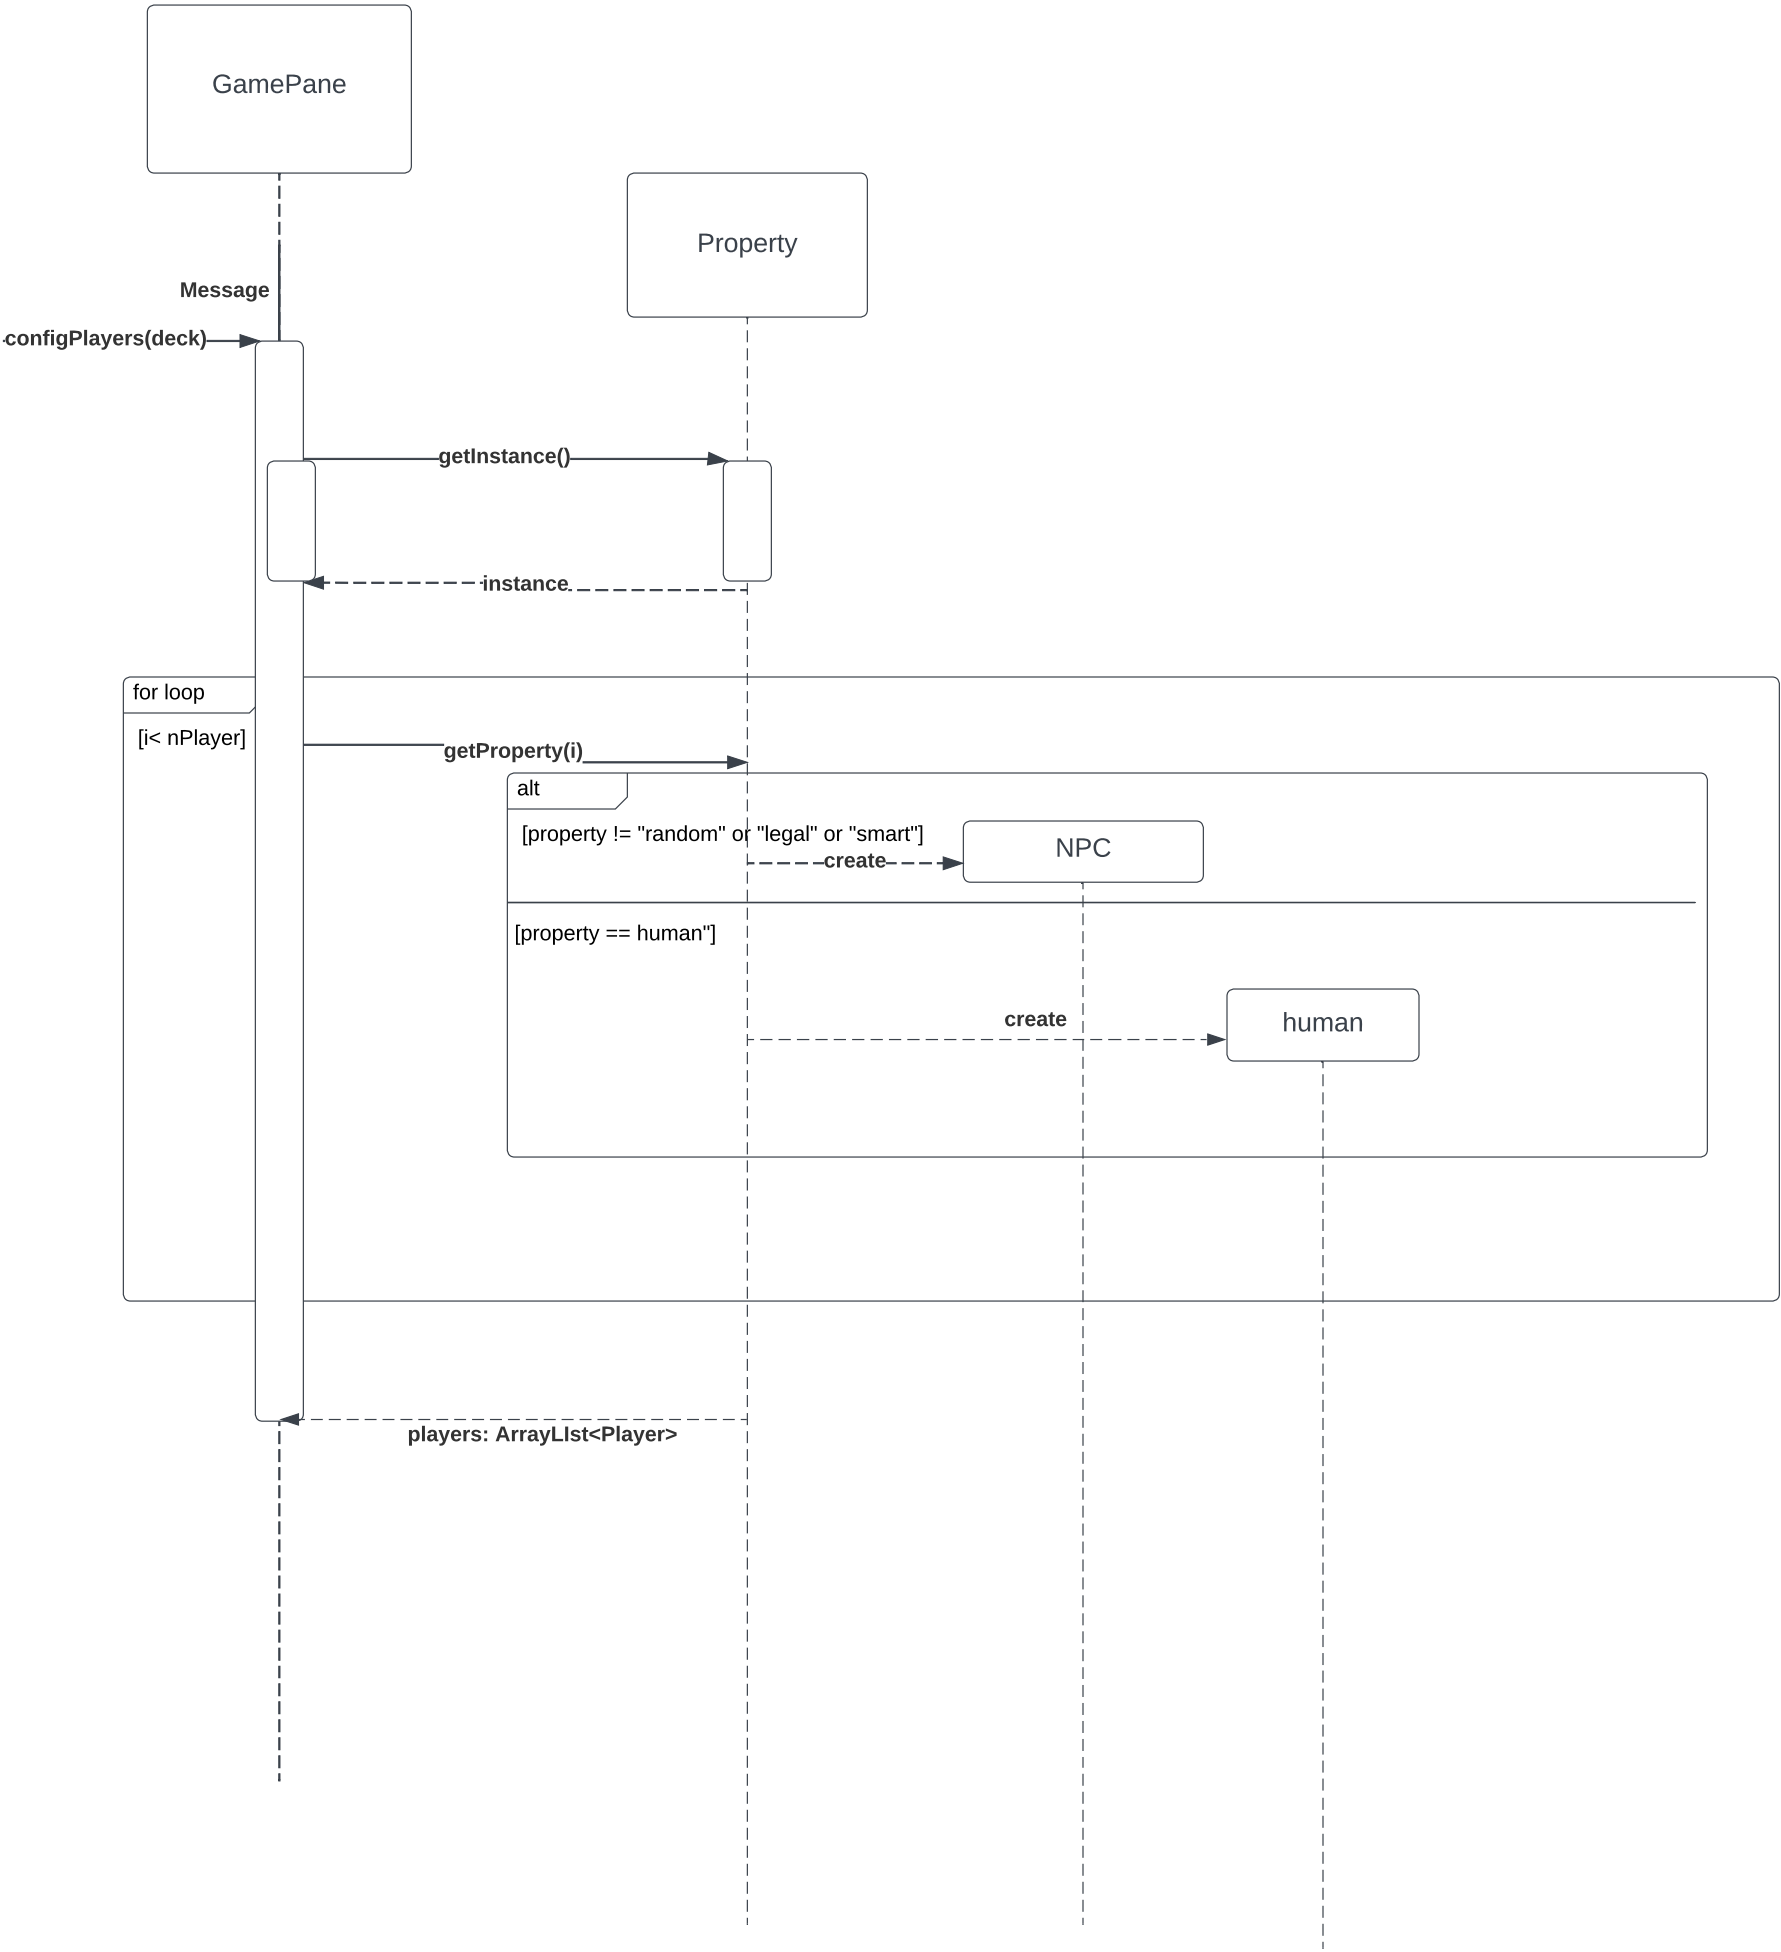 GamePane
Property
Message
configPlayers(deck)
getInstance()
instance
for loop
[i< nPlayer]
getProperty(i)
alt
[property != "random" or "legal" or "smart"]
NPC
create
[property == human"]
create
human
players: ArrayLIst<Player>